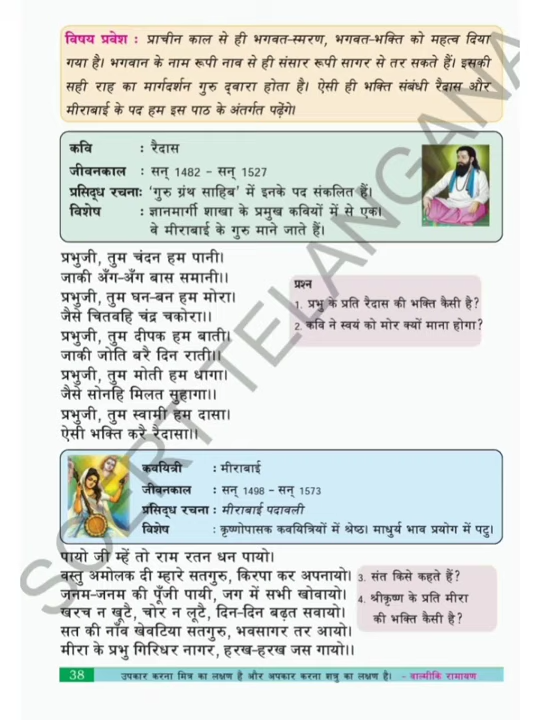 विषय प्रवेश : प्राचीन काल से ही भगवत-स्मरण, भगवत-भक्ति को महत्व दिया
गया है। भगवान के नाम रूपी नाव से ही संसार रूपी सागर से तर सकते हैं। इसकी
सही राह का मार्गदर्शन गुरु द्वारा होता है। ऐसी ही भक्ति संबंधी रैदास और
मीराबाई के पद हम इस पाठ के अंतर्गत पढ़ेंगे।
कवि : रैदास
जीवनकाल : सन् 1482 - सन् 1527
प्रसिद्ध रचनाः 'गुरु ग्रंथ साहिब' में इनके पद संकलित हैं।
विशेष : ज्ञानमार्गी शाखा के प्रमुख कवियों में से एक।
वे मीराबाई के गुरु माने जाते हैं।
प्रभुजी, तुम चंदन हम पानी।
जाकी अँग-अँग बास समानी।।
प्रभुजी, तुम घन-बन हम मोरा।
जैसे चितवहि चंद्र चकोरा।।
प्रभुजी, तुम दीपक हम बाती।
जाकी जोति बरै दिन राती।।
प्रभुजी, तुम मोती हम धागा।
जैसे सोनहि मिलत सुहागा।।
प्रभुजी, तुम स्वामी हम दासा।
ऐसी भक्ति करै रैदासा।।
प्रश्न
1. प्रभु के प्रति रैदास की भक्ति कैसी है?
2. कवि ने स्वयं को मोर क्यों माना होगा?
कवयित्री : मीराबाई
जीवनकाल : सन् 1498 - सन् 1573
प्रसिद्ध रचना : मीराबाई पदावली
विशेष : कृष्णोपासक कवयित्रियों में श्रेष्ठ। माधुर्य भाव प्रयोग में पटु।
पायो जी म्हें तो राम रतन धन पायो।
वस्तु अमोलक दी म्हारे सतगुरु, किरपा कर अपनायो।
जनम-जनम की पूँजी पायी, जग में सभी खोवायो।
खरच न खूटै, चोर न लूटै, दिन-दिन बढ़त सवायो।
सत की नाँव खेवटिया सतगुरु, भवसागर तर आयो।
मीरा के प्रभु गिरिधर नागर, हरख-हरख जस गायो।।
3. संत किसे कहते हैं?
4. श्रीकृष्ण के प्रति मीरा
की भक्ति कैसी है?
38 उपकार करना मित्र का लक्षण है और अपकार करना शत्रु का लक्षण है। - वाल्मीकि रामायण
SCERT TELANGANA